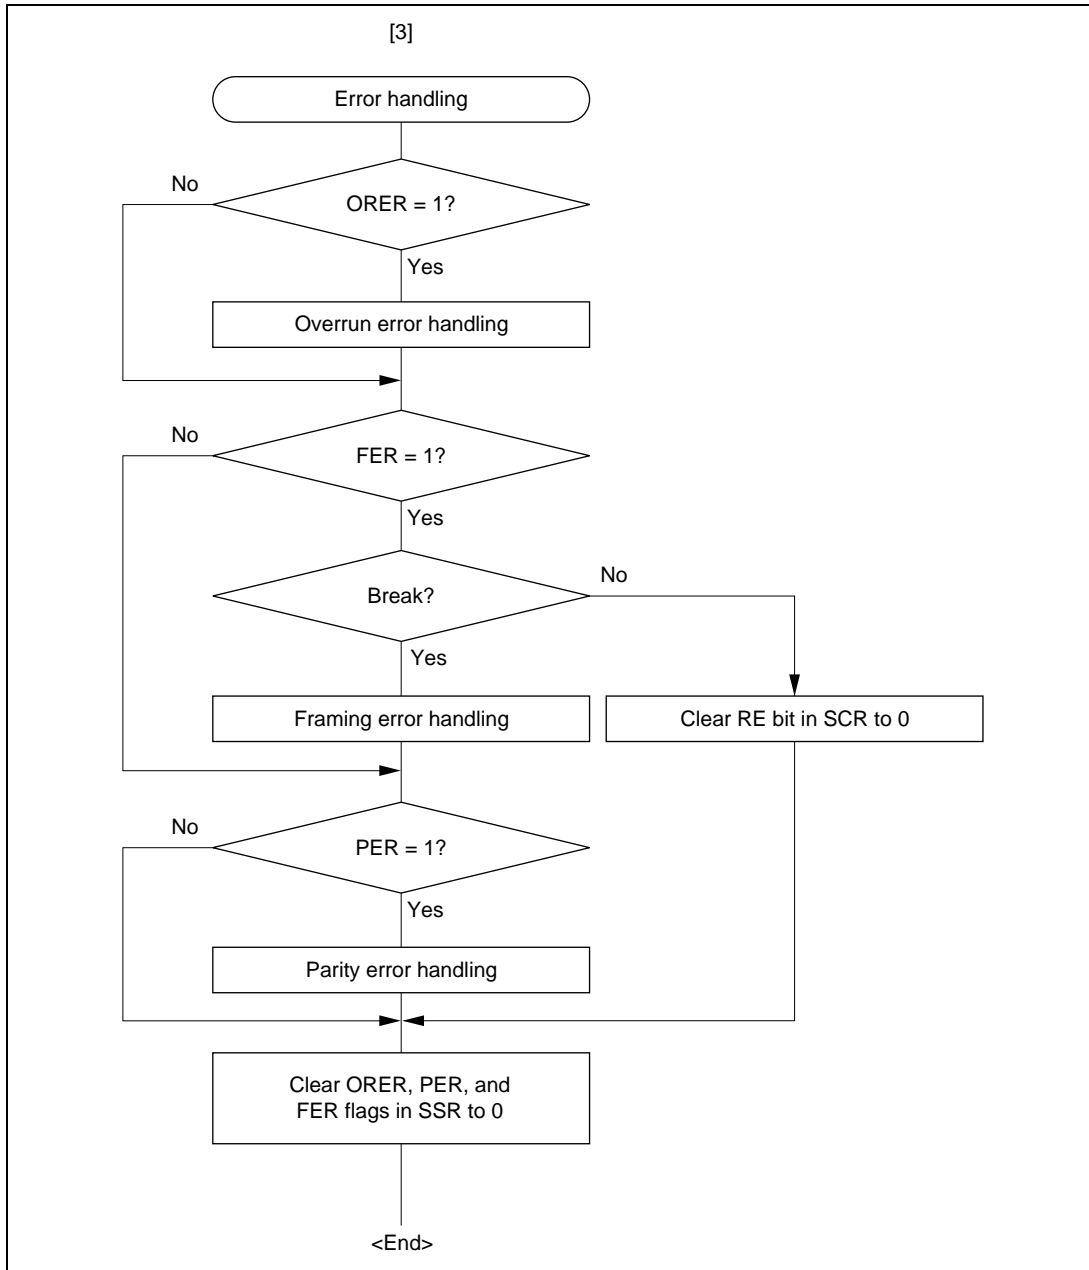 [3]
Error handling
No
ORER = 1?
Yes
Overrun error handling
No
FER = 1?
Yes
Break?
No
Yes
Framing error handling
Clear RE bit in SCR to 0
No
PER = 1?
Yes
Parity error handling
Clear ORER, PER, and
FER flags in SSR to 0
<End>